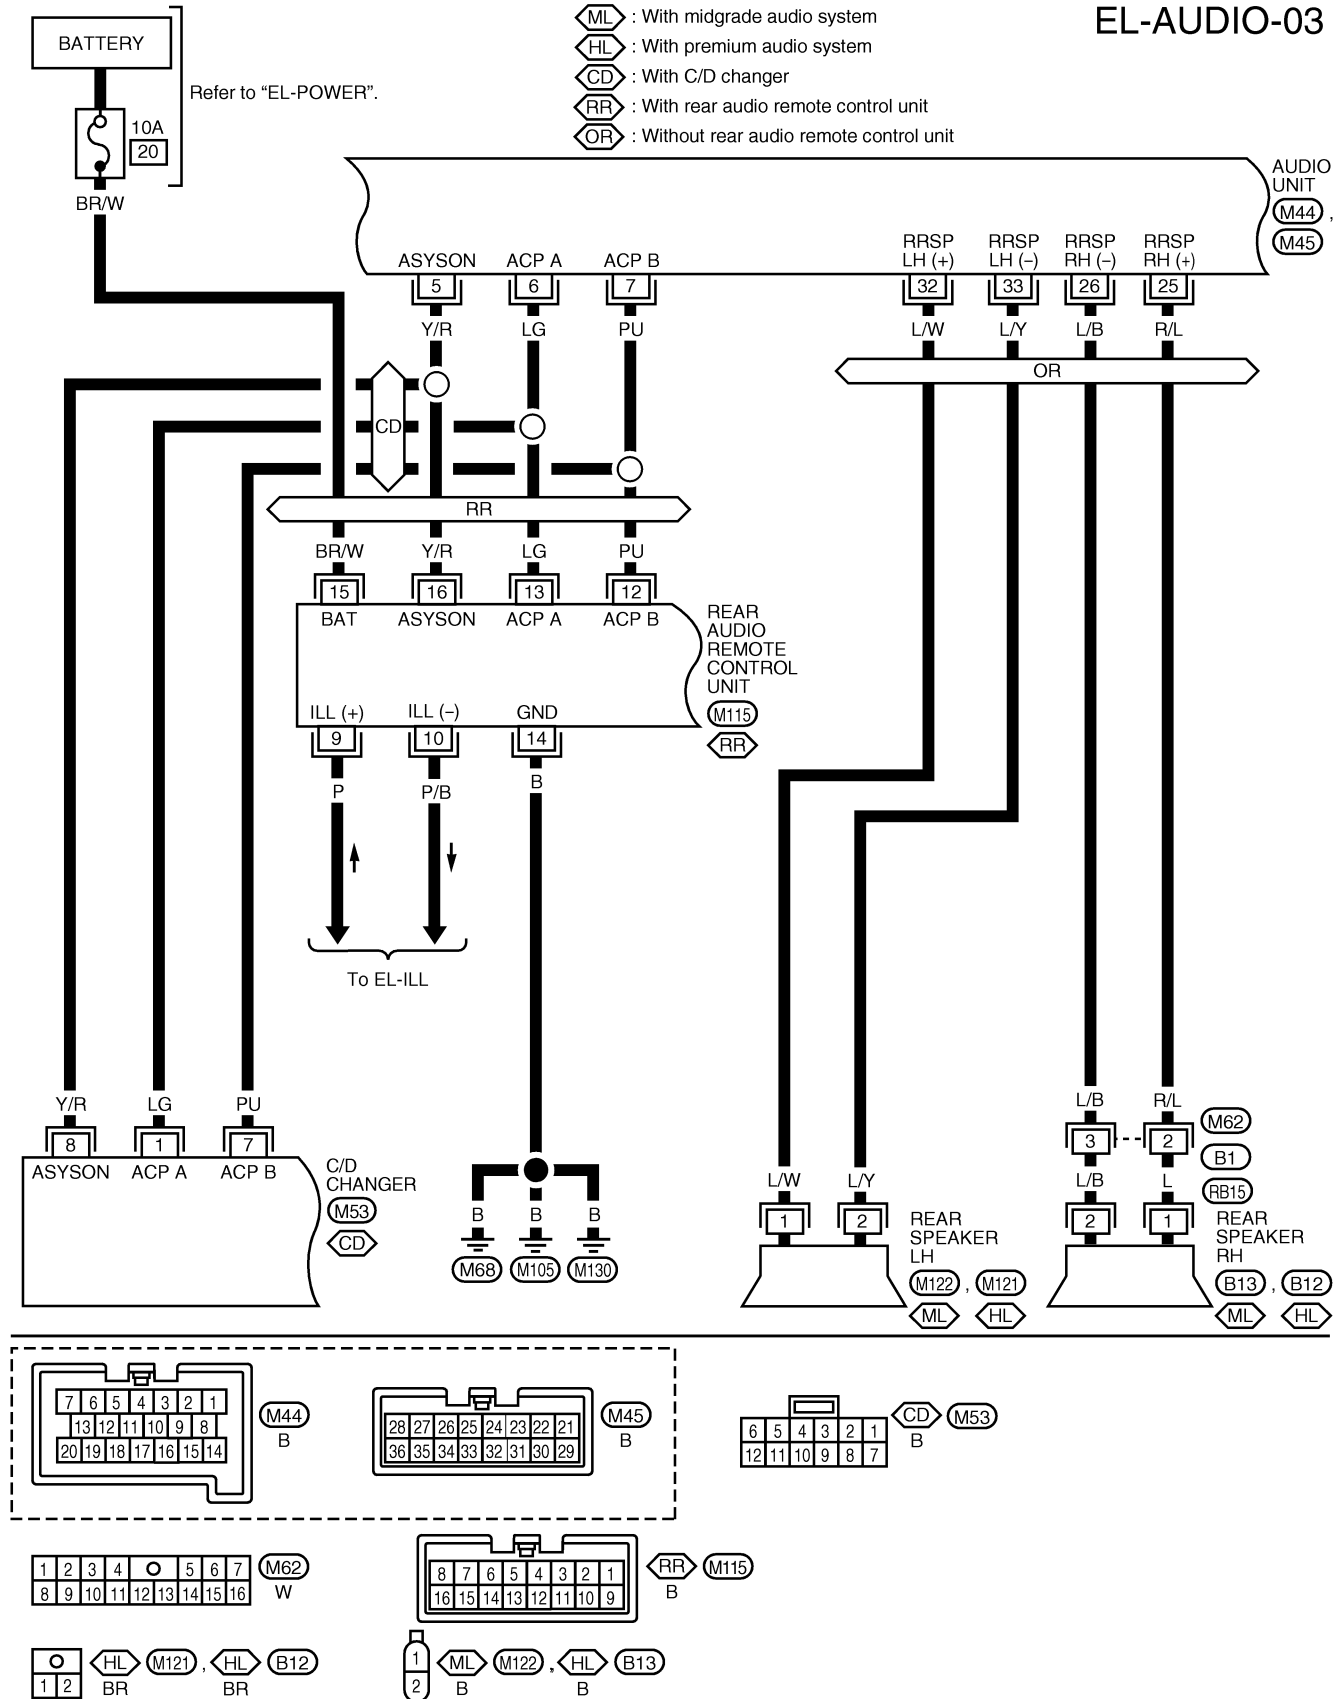 EL-AUDIO-03
BATTERY
Refer to “EL-POWER”.
10A
20
BR/W
ML : With midgrade audio system
HL : With premium audio system
CD : With C/D changer
RR : With rear audio remote control unit
OR : Without rear audio remote control unit
AUDIO
UNIT
M44 ,
M45
ASYSON ACP A ACP B
RRSP LH (+) RRSP LH (–) RRSP RH (–) RRSP RH (+)
5 6 7 32 33 26 25
Y/R LG PU L/W L/Y L/B R/L
OR
CD
RR
BR/W Y/R LG PU
15 16 13 12
BAT ASYSON ACP A ACP B
REAR
AUDIO
REMOTE
CONTROL
UNIT
M115
RR
ILL (+) ILL (–) GND
9 10 14
P P/B B
To EL-ILL
Y/R LG PU
8 1 7
ASYSON ACP A ACP B
C/D
CHANGER
M53
CD
B B B
M68 M105 M130
L/W L/Y
1 2
REAR
SPEAKER
LH
M122 , M121
ML HL
L/B R/L
3 2
M62
B1
RB15
L/B L
2 1
REAR
SPEAKER
RH
B13 , B12
ML HL
7 6 5 4 3 2 1
13 12 11 10 9 8
20 19 18 17 16 15 14
M44
B
28 27 26 25 24 23 22 21
36 35 34 33 32 31 30 29
M45
B
6 5 4 3 2 1
12 11 10 9 8 7
CD M53
B
1 2 3 4 5 6 7
8 9 10 11 12 13 14 15 16
M62
W
8 7 6 5 4 3 2 1
16 15 14 13 12 11 10 9
RR M115
B
1 2
HL M121 , HL B12
BR BR
1
2
ML M122 , HL B13
B B